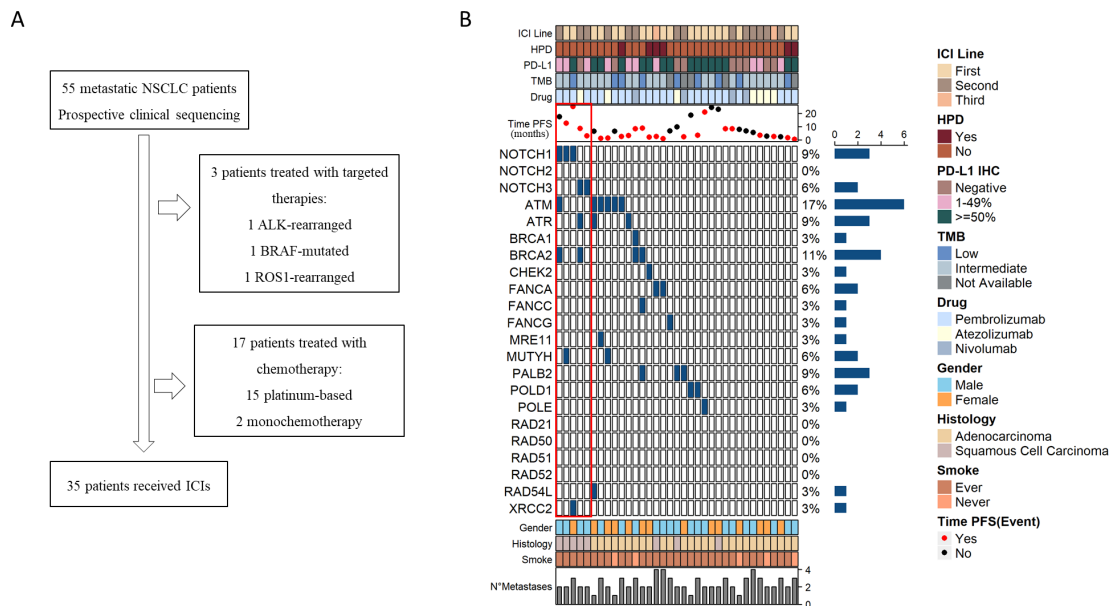 A
55 metastatic NSCLC patients
Prospective clinical sequencing
3 patients treated with targeted
therapies:
1 ALK-rearranged
1 BRAF-mutated
1 ROS1-rearranged
17 patients treated with
chemotherapy:
15 platinum-based
2 monochemotherapy
35 patients received ICIs
B
ICI Line
HPD
PD-L1
TMB
Drug
Time PFS
(months)
20
10
0
0 2 4 6
NOTCH1 9%
NOTCH2 0%
NOTCH3 6%
ATM 17%
ATR 9%
BRCA1 3%
BRCA2 11%
CHEK2 3%
FANCA 6%
FANCC 3%
FANCG 3%
MRE11 3%
MUTYH 6%
PALB2 9%
POLD1 6%
POLE 3%
RAD21 0%
RAD50 0%
RAD51 0%
RAD52 0%
RAD54L 3%
XRCC2 3%
Gender
Histology
Smoke
N°Metastases
4
2
0
ICI Line
First
Second
Third
HPD
Yes
No
PD-L1 IHC
Negative
1-49%
>=50%
TMB
Low
Intermediate
Not Available
Drug
Pembrolizumab
Atezolizumab
Nivolumab
Gender
Male
Female
Histology
Adenocarcinoma
Squamous Cell Carcinoma
Smoke
Ever
Never
Time PFS(Event)
Yes
No